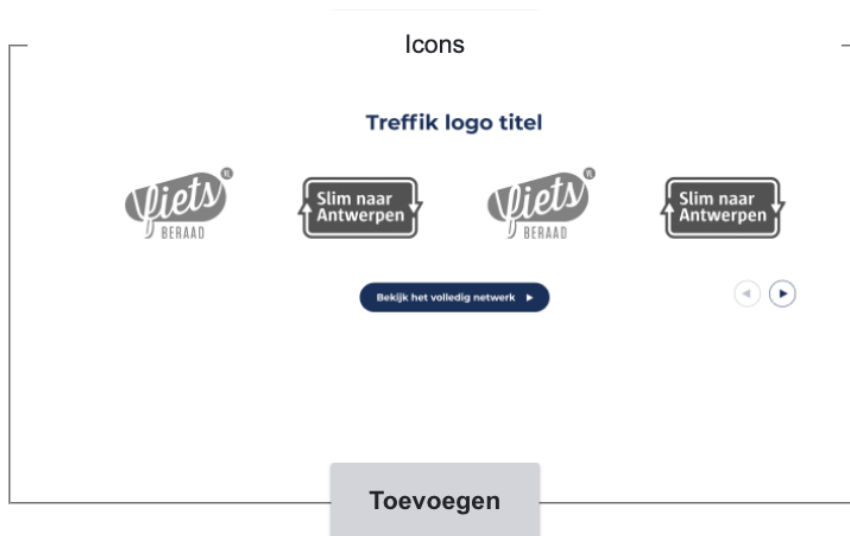 Icons
Treffik logo titel
fiets
BERAAD
Slim naar
Antwerpen
fiets
BERAAD
Slim naar
Antwerpen
Bekijk het volledig netwerk
Toevoegen